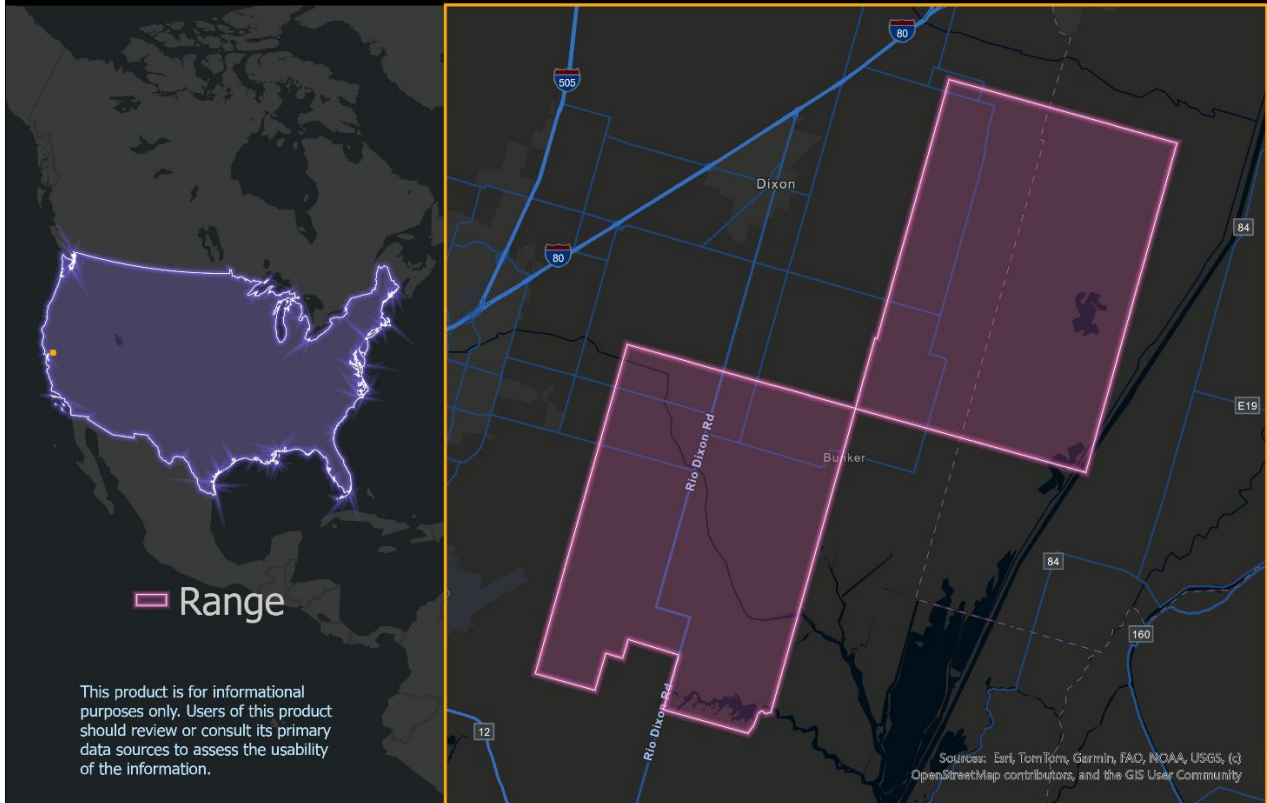 Range
This product is for informational
purposes only. Users of this product
should review or consult its primary
data sources to assess the usability
of the information.
80
505
Dixon
80
84
E19
Rio Dixon Rd
Bunker
84
160
Rio Dixon Rd
12
Sources: Esri, TomTom, Garmin, FAO, NOAA, USGS, (c)
OpenStreetMap contributors, and the GIS User Community